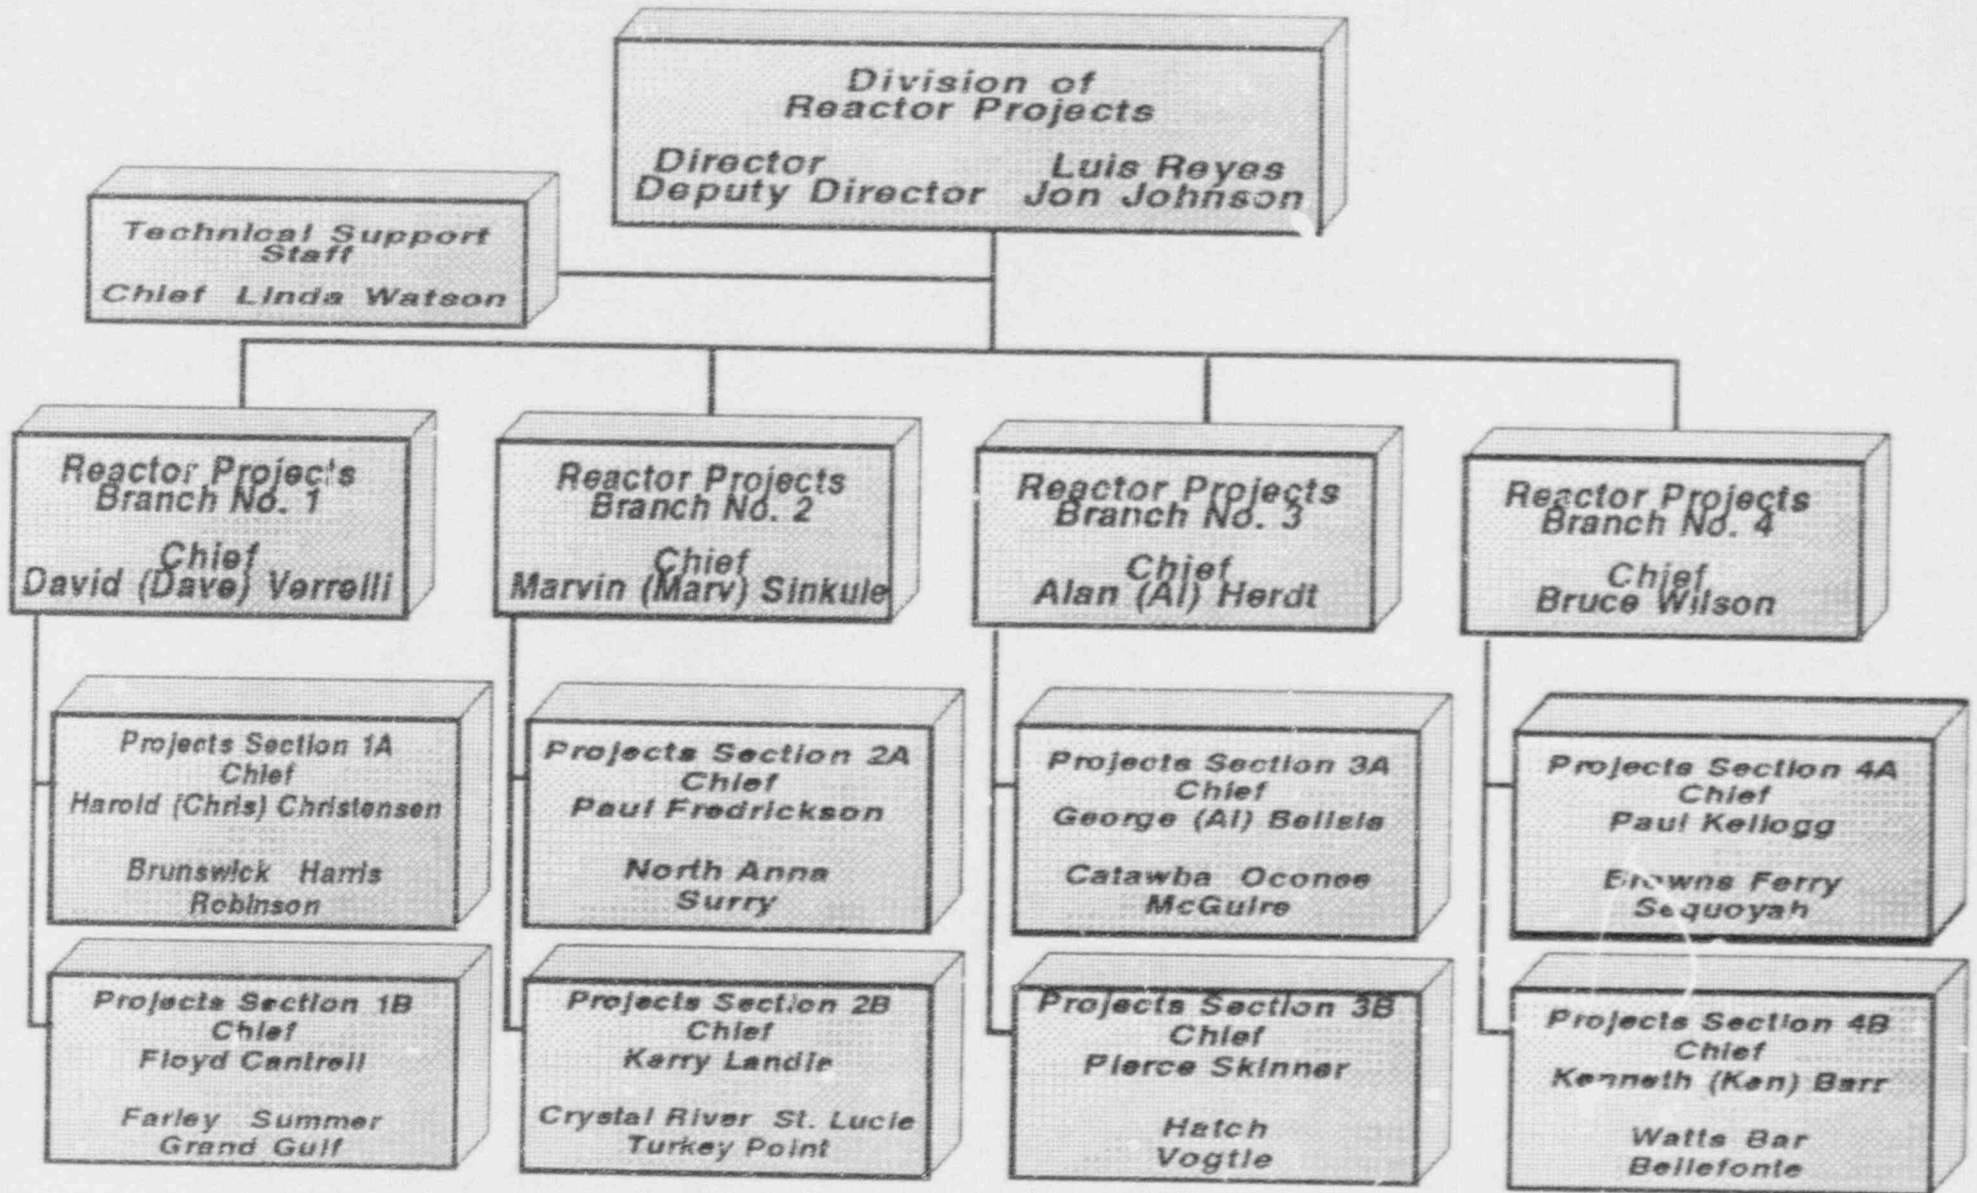 Division of
Reactor Projects
Director Luis Reyes
Deputy Director Jon Johnson
Technical Support
Staff
Chief Linda Watson
Reactor Projects
Branch No. 1
Chief
David (Dave) Verrelli
Reactor Projects
Branch No. 2
Chief
Marvin (Marv) Sinkule
Reactor Projects
Branch No. 3
Chief
Alan (Al) Herdt
Reactor Projects
Branch No. 4
Chief
Bruce Wilson
Projects Section 1A
Chief
Harold (Chris) Christensen
Brunswick Harris
Robinson
Projects Section 2A
Chief
Paul Fredrickson
North Anna
Surry
Projects Section 3A
Chief
George (Al) Belisle
Catawba Oconee
McGuire
Projects Section 4A
Chief
Paul Kellogg
Browns Ferry
Sequoyah
Projects Section 1B
Chief
Floyd Cantrell
Farley Summer
Grand Gulf
Projects Section 2B
Chief
Kerry Landis
Crystal River St. Lucie
Turkey Point
Projects Section 3B
Chief
Pierce Skinner
Hatch
Vogtle
Projects Section 4B
Chief
Kenneth (Ken) Barr
Watts Bar
Bellefonte